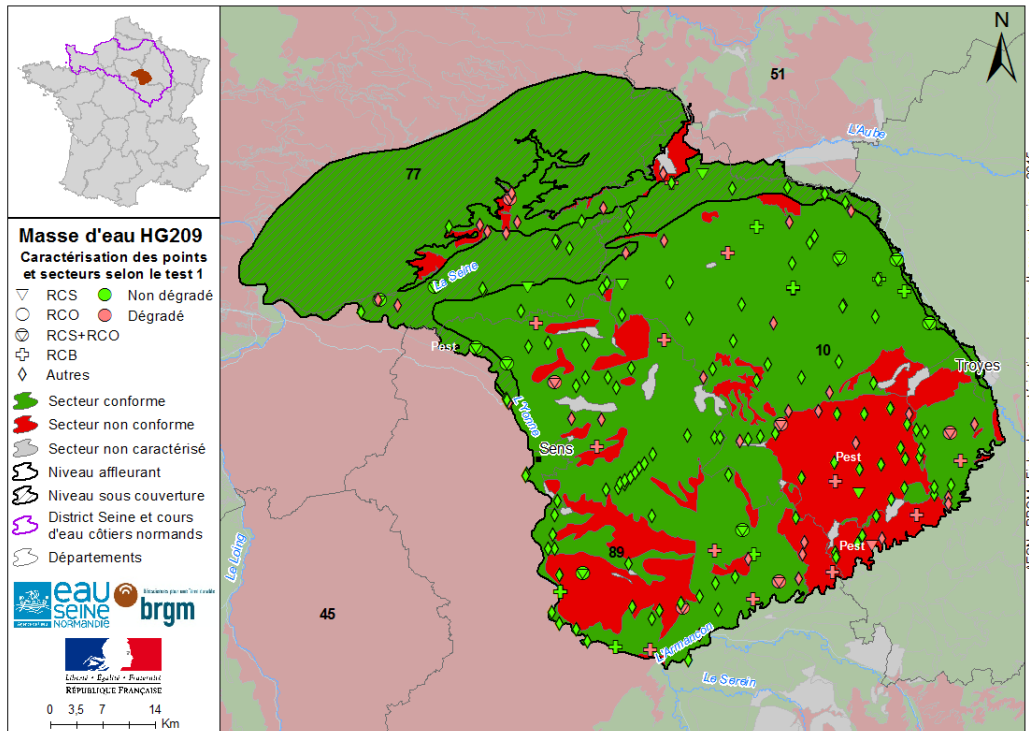 Masse d'eau HG209
Caractérisation des points
et secteurs selon le test 1
RCS
Non dégradé
RCO
Dégradé
RCS+RCO
RCB
Autres
Secteur conforme
Secteur non conforme
Secteur non caractérisé
Niveau affleurant
Niveau sous couverture
District Seine et cours
d'eau côtiers normands
Départements
eau
SEINE
NORMANDIE
brgm
Liberté • Égalité • Fraternité
RÉPUBLIQUE FRANÇAISE
0 3,5 7 14
Km
N
51
L'Aube
77
La Seine
Pest
10
Troyes
L'Yonne
Sens
Pest
Pest
89
45
Le Loing
L'Armançon
Le Serein